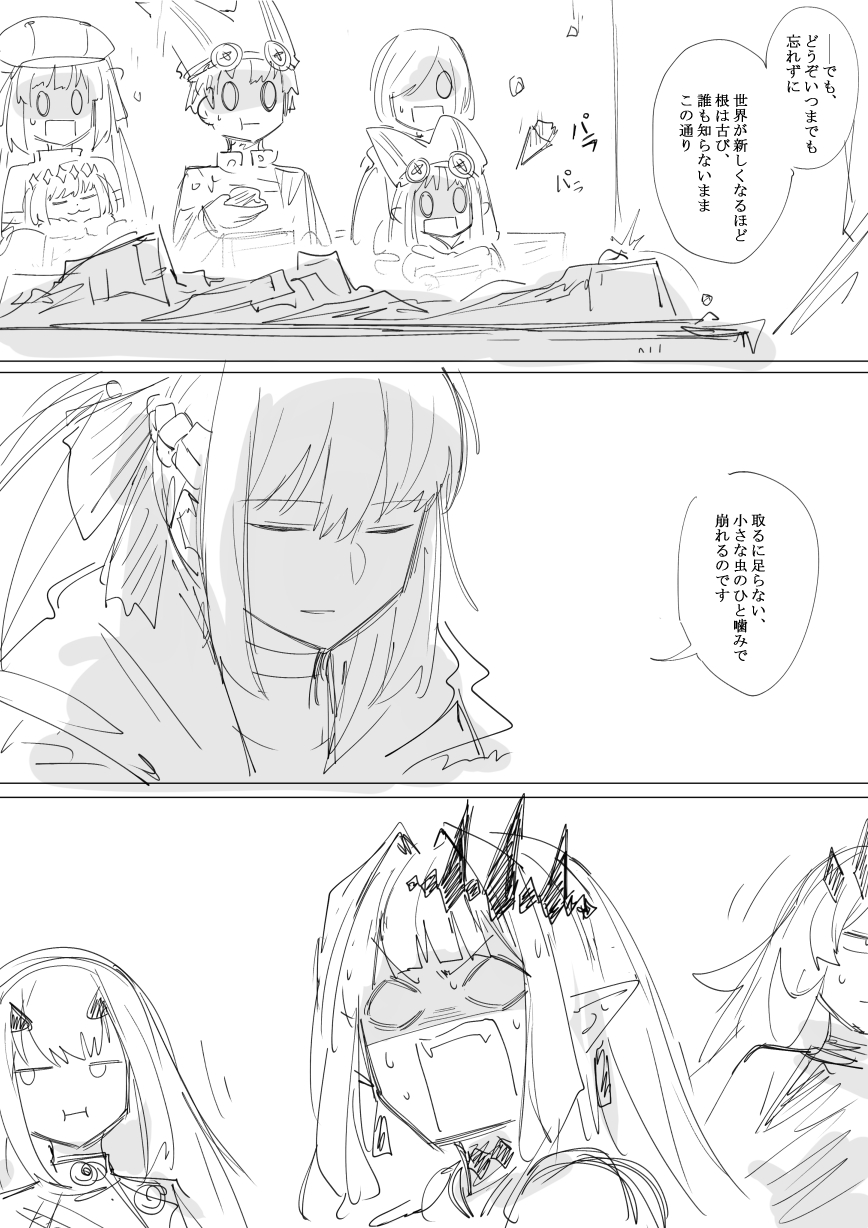 ──でも、
どうぞいつまでも
忘れずに
世界が新しくなるほど
根は古び、
誰も知らないまま
この通り
パラ
パラ
取るに足らない、
小さな虫のひと噛みで
崩れるのです